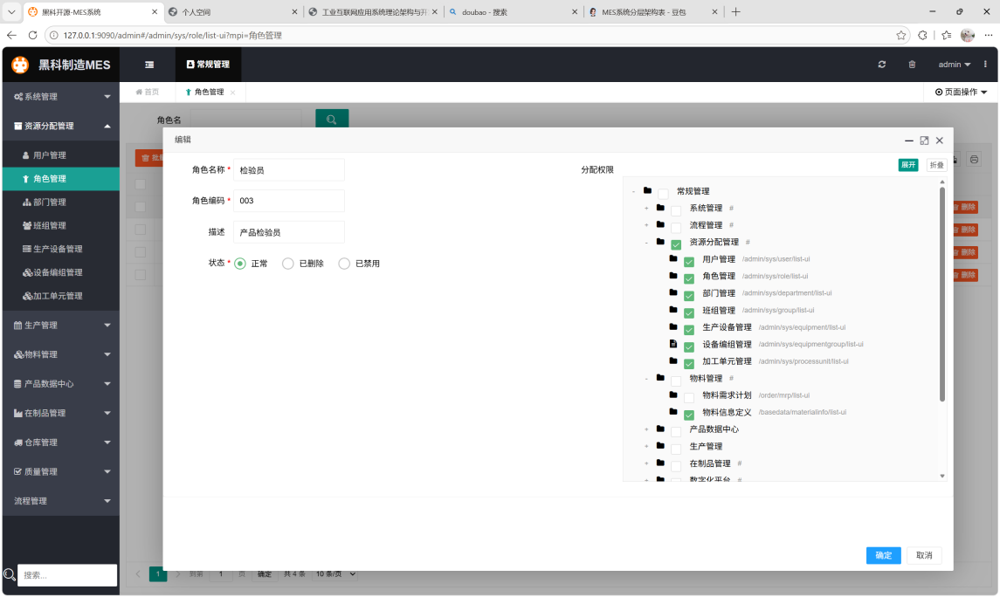 黑科开源-MES系统
个人空间
工业互联网应用系统理论架构与开
doubao - 搜索
MES系统分层架构表 - 豆包
127.0.0.1:9090/admin#/admin/sys/role/list-ui?mpi=角色管理
黑科制造MES
常规管理
admin
系统管理
首页
角色管理
页面操作
资源分配管理
用户管理
角色管理
部门管理
班组管理
生产设备管理
设备编组管理
加工单元管理
生产管理
物料管理
产品数据中心
在制品管理
仓库管理
质量管理
流程管理
搜索...
角色名
编辑
角色名称 * 检验员
角色编码 * 003
描述 产品检验员
状态 * 正常 已删除 已禁用
分配权限
展开 折叠
- 常规管理
+ 系统管理 #
+ 流程管理 #
- 资源分配管理 #
用户管理 /admin/sys/user/list-ui
角色管理 /admin/sys/role/list-ui
部门管理 /admin/sys/department/list-ui
班组管理 /admin/sys/group/list-ui
生产设备管理 /admin/sys/equipment/list-ui
设备编组管理 /admin/sys/equipmentgroup/list-ui
加工单元管理 /admin/sys/processunit/list-ui
- 物料管理 #
物料需求计划 /order/mrp/list-ui
物料信息定义 /basedata/materialinfo/list-ui
+ 产品数据中心
+ 生产管理
+ 在制品管理 #
+ 数字化平台 #
删除
删除
删除
删除
确定 取消
1 到第 1 页 确定 共 4 条 10 条/页